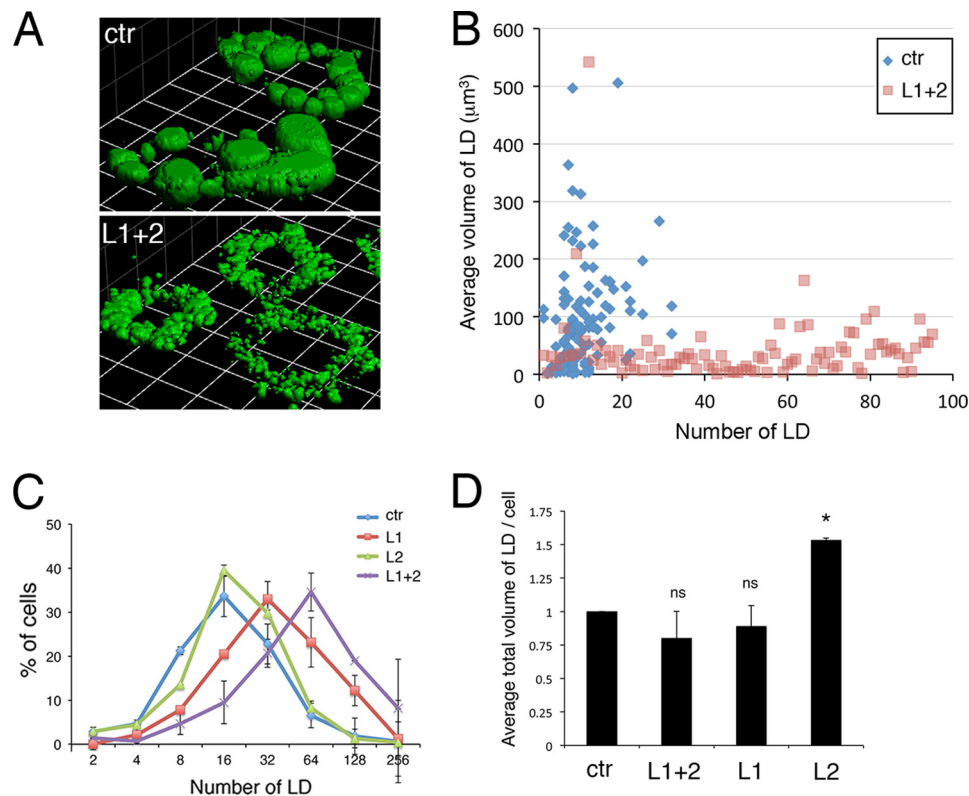 A
ctr
L1+2
B
600
500
400
300
200
100
0
Average volume of LD (µm³)
0 20 40 60 80 100
Number of LD
ctr
L1+2
C
50
40
30
20
10
0
% of cells
2 4 8 16 32 64 128 256
Number of LD
ctr
L1
L2
L1+2
D
1.75
1.5
1.25
1
0.75
0.5
0.25
0
Average total volume of LD / cell
ns
ns
*
ctr L1+2 L1 L2